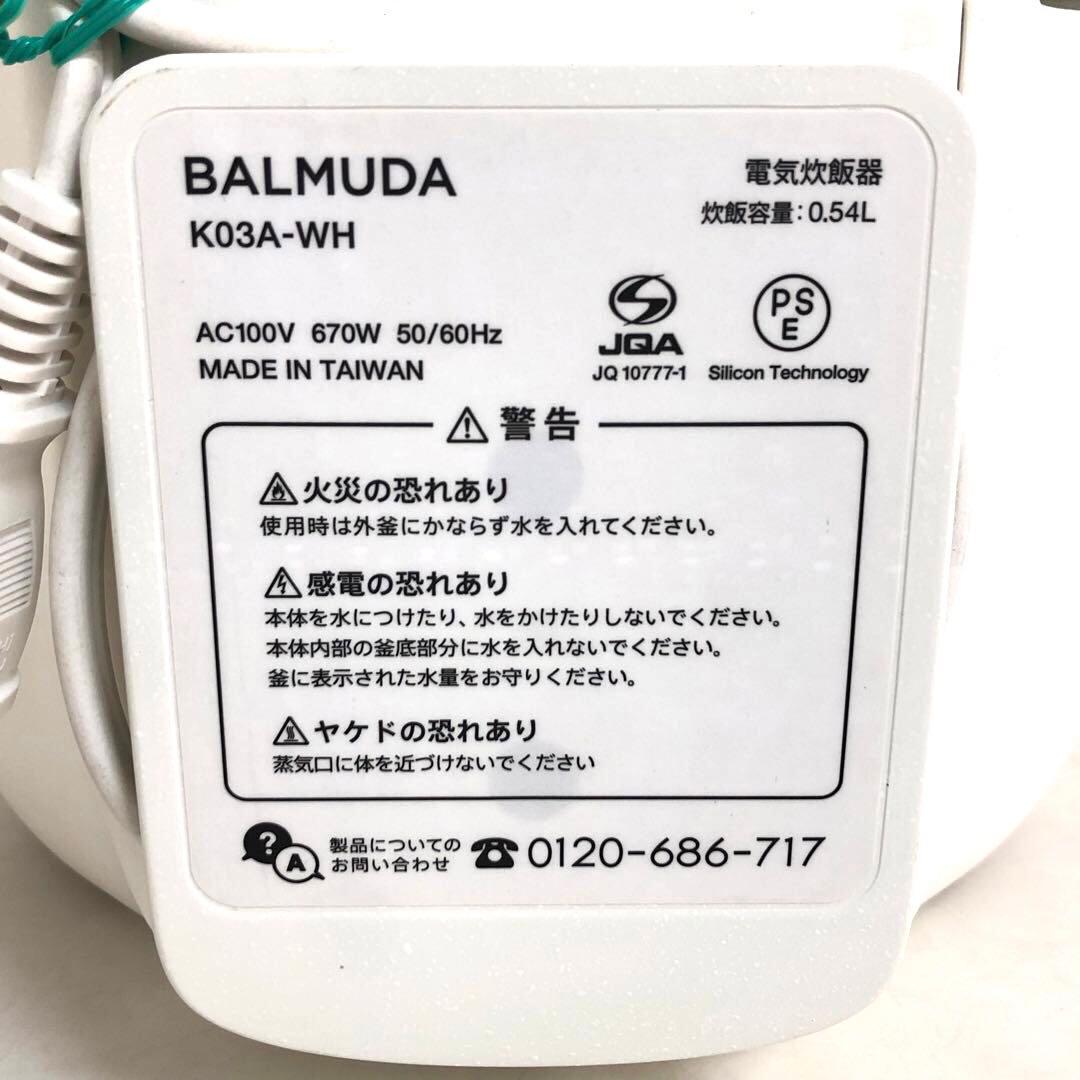 BALMUDA
K03A-WH
電気炊飯器
炊飯容量:0.54L
AC100V 670W 50/60Hz
MADE IN TAIWAN
JQA
JQ 10777-1
PS
E
Silicon Technology
警告
火災の恐れあり
使用時は外釜にかならず水を入れてください。
感電の恐れあり
本体を水につけたり、水をかけたりしないでください。
本体内部の釜底部分に水を入れないでください。
釜に表示された水量をお守りください。
ヤケドの恐れあり
蒸気口に体を近づけないでください
? A
製品についての
お問い合わせ
0120-686-717